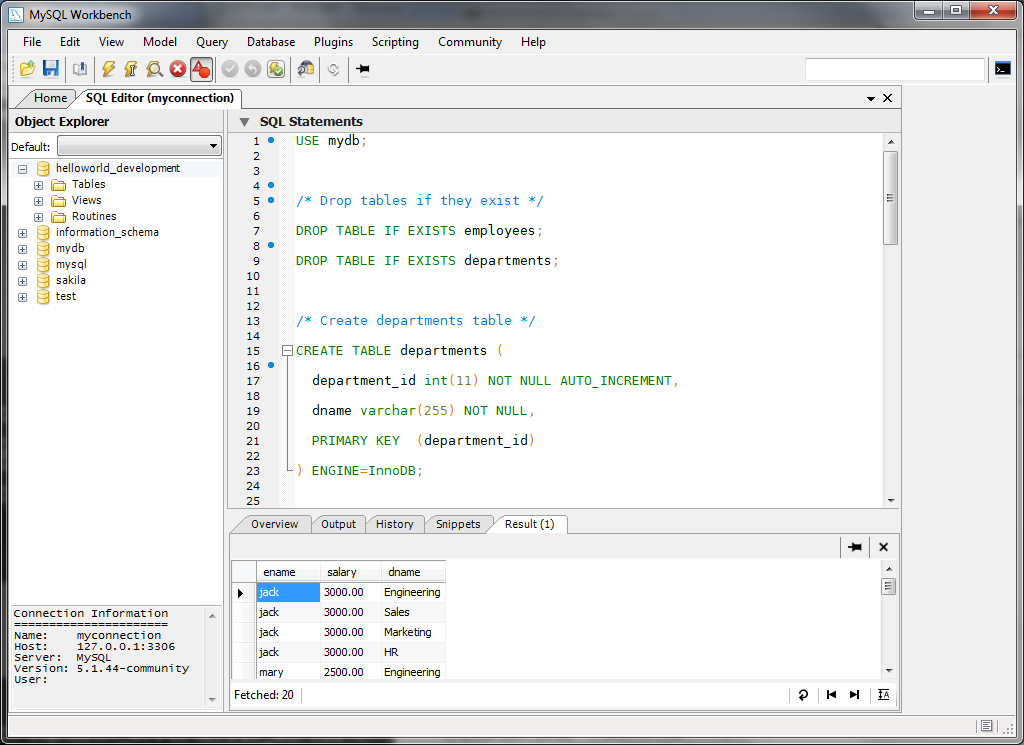 MySQL Workbench
File Edit View Model Query Database Plugins Scripting Community Help
Home SQL Editor (myconnection)
Object Explorer
Default:
helloworld_development
Tables
Views
Routines
information_schema
mydb
mysql
sakila
test
Connection Information
======================
Name: myconnection
Host: 127.0.0.1:3306
Server: MySQL
Version: 5.1.44-community
User:
SQL Statements
1 USE mydb;
2
3
4
5 /* Drop tables if they exist */
6
7 DROP TABLE IF EXISTS employees;
8
9 DROP TABLE IF EXISTS departments;
10
11
12
13 /* Create departments table */
14
15 CREATE TABLE departments (
16
17 department_id int(11) NOT NULL AUTO_INCREMENT,
18
19 dname varchar(255) NOT NULL,
20
21 PRIMARY KEY  (department_id)
22
23 ) ENGINE=InnoDB;
24
25
Overview Output History Snippets Result (1)
ename salary dname
jack 3000.00 Engineering
jack 3000.00 Sales
jack 3000.00 Marketing
jack 3000.00 HR
mary 2500.00 Engineering
Fetched: 20